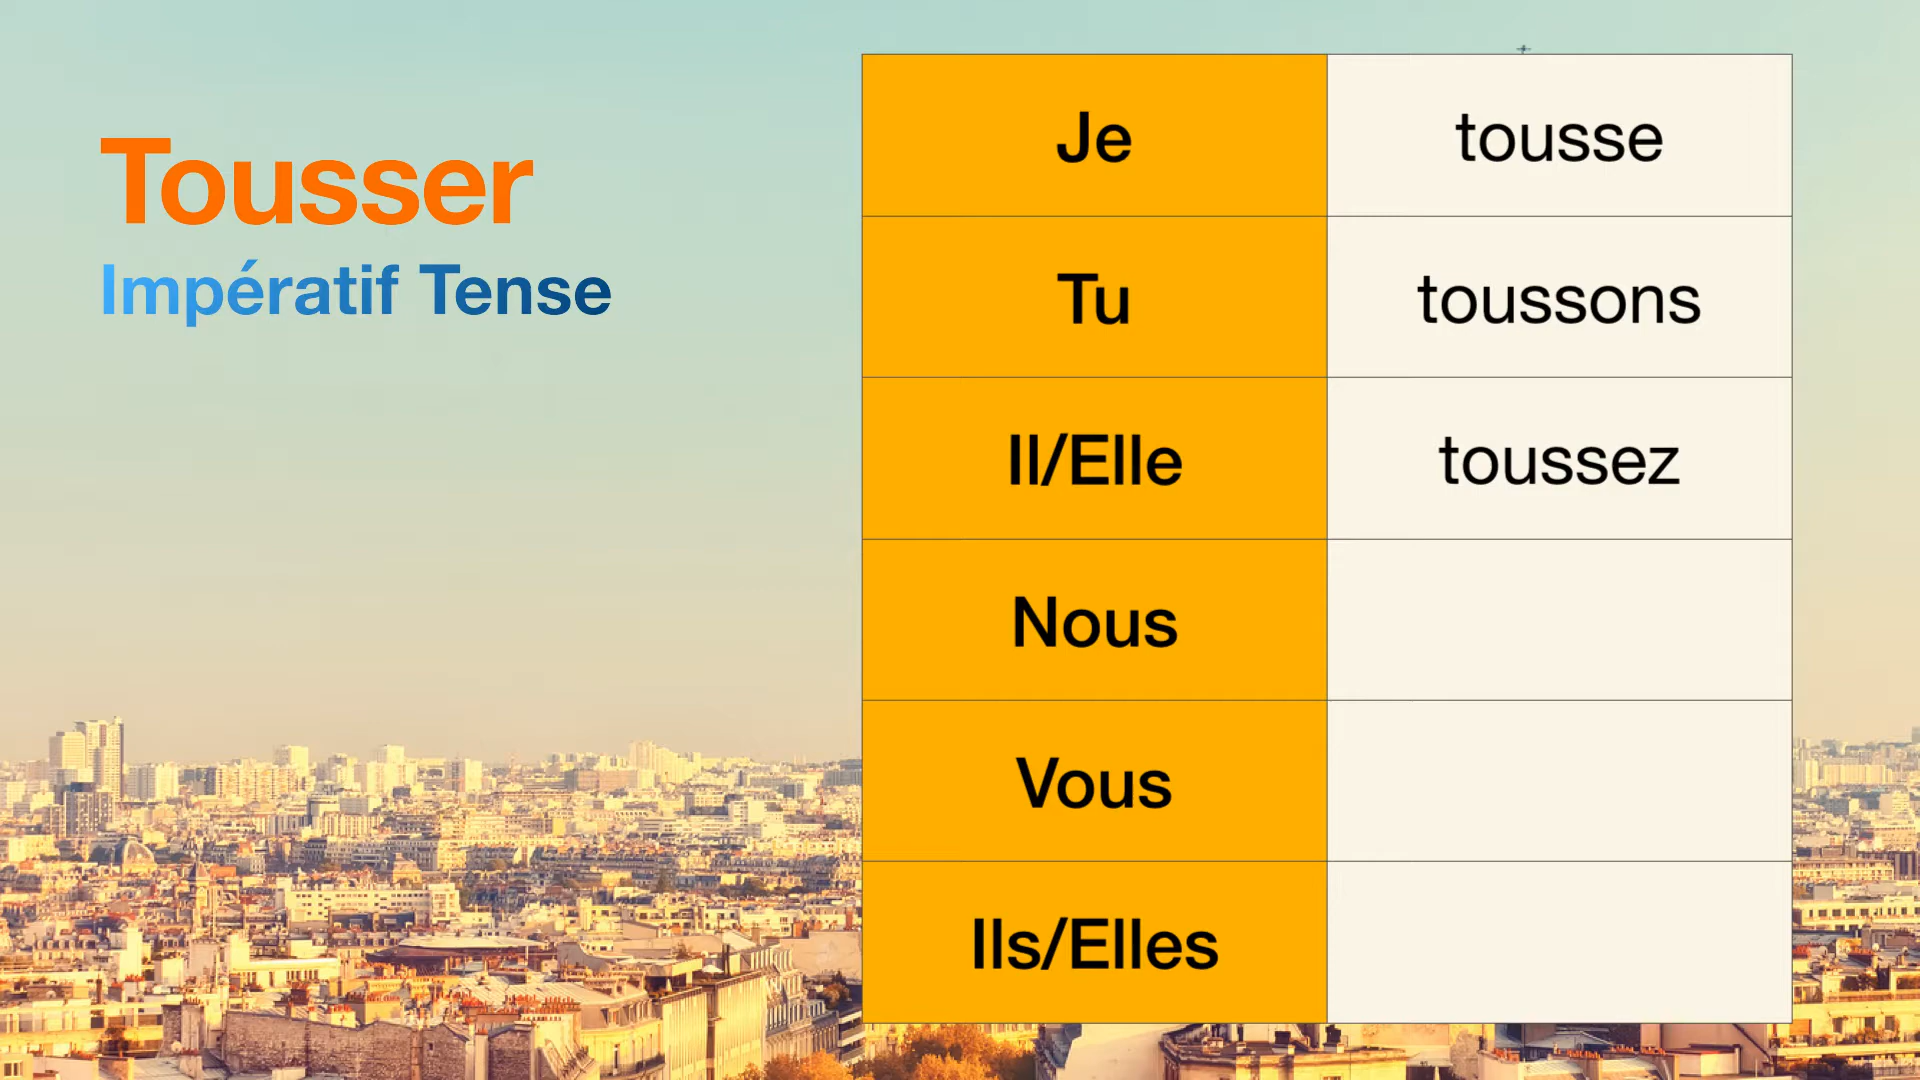 Tousser
Impératif Tense
Je tousse
Tu toussons
Il/Elle toussez
Nous
Vous
Ils/Elles